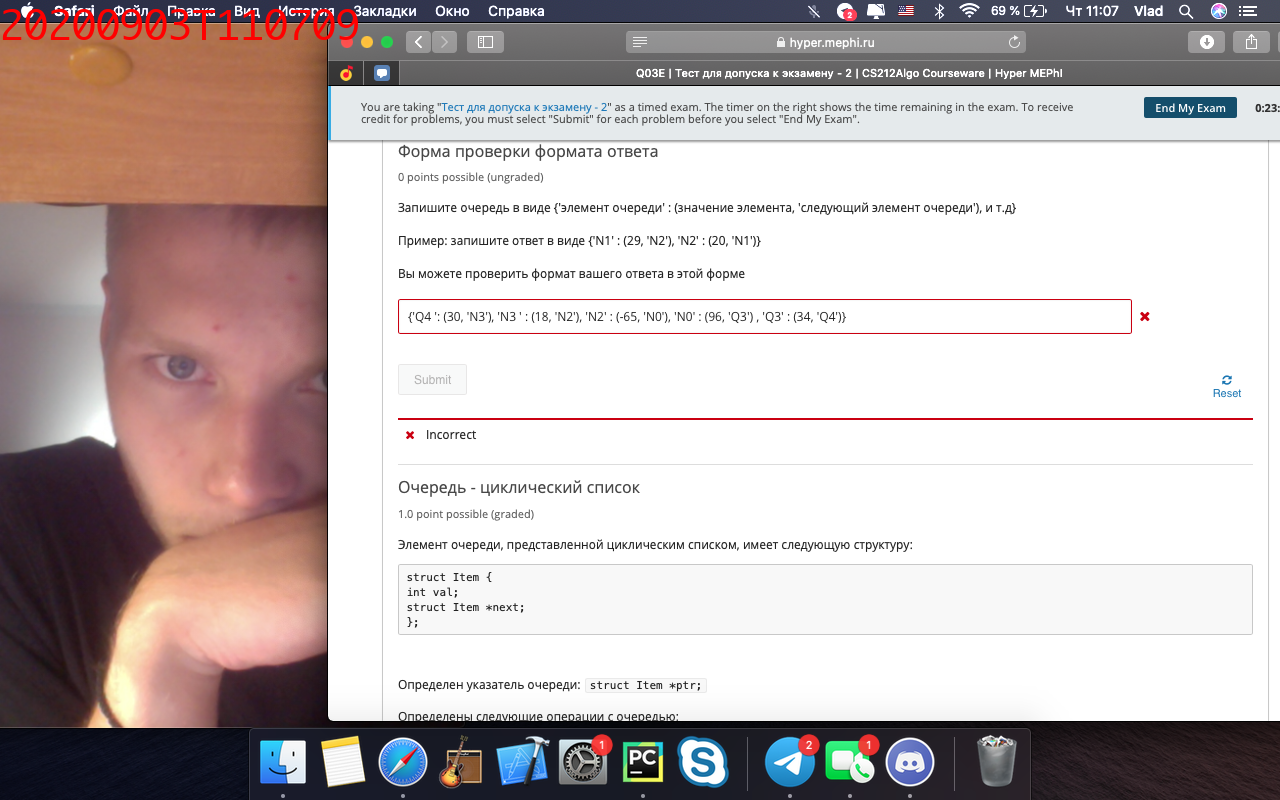 Safari Файл Правка Вид История Закладки Окно Справка 2 69 % Чт 11:07 Vlad
20200903T110709
hyper.mephi.ru
Q03E | Тест для допуска к экзамену - 2 | CS212Algo Courseware | Hyper MEPhI
You are taking "Тест для допуска к экзамену - 2" as a timed exam. The timer on the right shows the time remaining in the exam. To receive
credit for problems, you must select "Submit" for each problem before you select "End My Exam".
End My Exam
0:23:
Форма проверки формата ответа
0 points possible (ungraded)
Запишите очередь в виде {'элемент очереди' : (значение элемента, 'следующий элемент очереди'), и т.д}
Пример: запишите ответ в виде {'N1' : (29, 'N2'), 'N2' : (20, 'N1')}
Вы можете проверить формат вашего ответа в этой форме
{'Q4 ': (30, 'N3'), 'N3 ' : (18, 'N2'), 'N2' : (-65, 'N0'), 'N0' : (96, 'Q3') , 'Q3' : (34, 'Q4')}
Submit
Reset
Incorrect
Очередь - циклический список
1.0 point possible (graded)
Элемент очереди, представленной циклическим списком, имеет следующую структуру:
struct Item {
int val;
struct Item *next;
};
Определен указатель очереди: struct Item *ptr;
Определены следующие операции с очередью:
1 PC 2 1